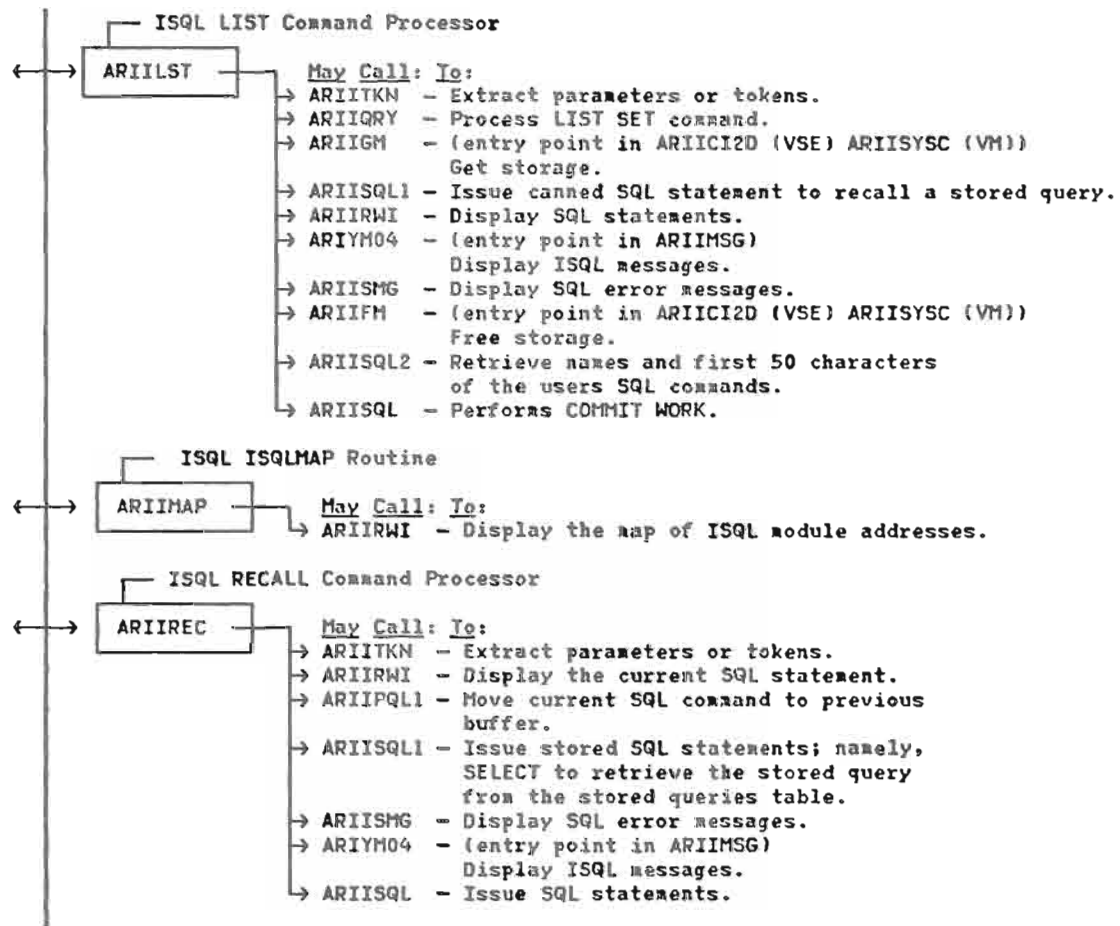 ISQL LIST Command Processor
ARIILST
May Call: To:
ARIITKN – Extract parameters or tokens.
ARIIQRY – Process LIST SET command.
ARIIGM – (entry point in ARIICI2D (VSE) ARIISYSC (VM))
Get storage.
ARIISQL1 – Issue canned SQL statement to recall a stored query.
ARIIRWI – Display SQL statements.
ARIYM04 – (entry point in ARIIMSG)
Display ISQL messages.
ARIISMG – Display SQL error messages.
ARIIFM – (entry point in ARIICI2D (VSE) ARIISYSC (VM))
Free storage.
ARIISQL2 – Retrieve names and first 50 characters
of the users SQL commands.
ARIISQL – Performs COMMIT WORK.
ISQL ISQLMAP Routine
ARIIMAP
May Call: To:
ARIIRWI – Display the map of ISQL module addresses.
ISQL RECALL Command Processor
ARIIREC
May Call: To:
ARIITKN – Extract parameters or tokens.
ARIIRWI – Display the current SQL statement.
ARIIPQL1 – Move current SQL command to previous
buffer.
ARIISQL1 – Issue stored SQL statements; namely,
SELECT to retrieve the stored query
from the stored queries table.
ARIISMG – Display SQL error messages.
ARIYM04 – (entry point in ARIIMSG)
Display ISQL messages.
ARIISQL – Issue SQL statements.